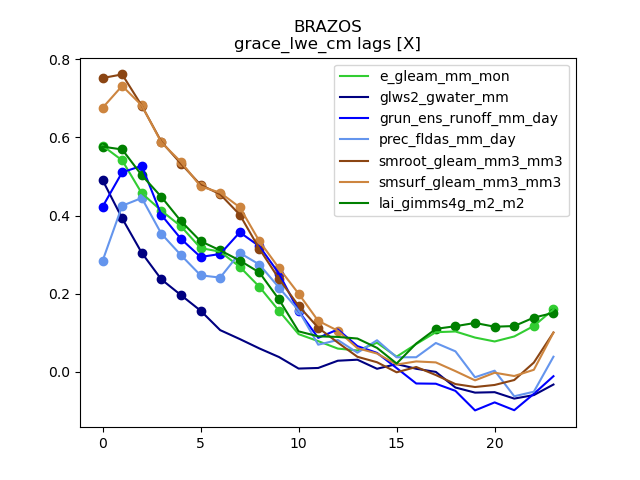 BRAZOS
grace_lwe_cm lags [X]
0.8
0.6
0.4
0.2
0.0
0
5
10
15
20
e_gleam_mm_mon
glws2_gwater_mm
grun_ens_runoff_mm_day
prec_fldas_mm_day
smroot_gleam_mm3_mm3
smsurf_gleam_mm3_mm3
lai_gimms4g_m2_m2